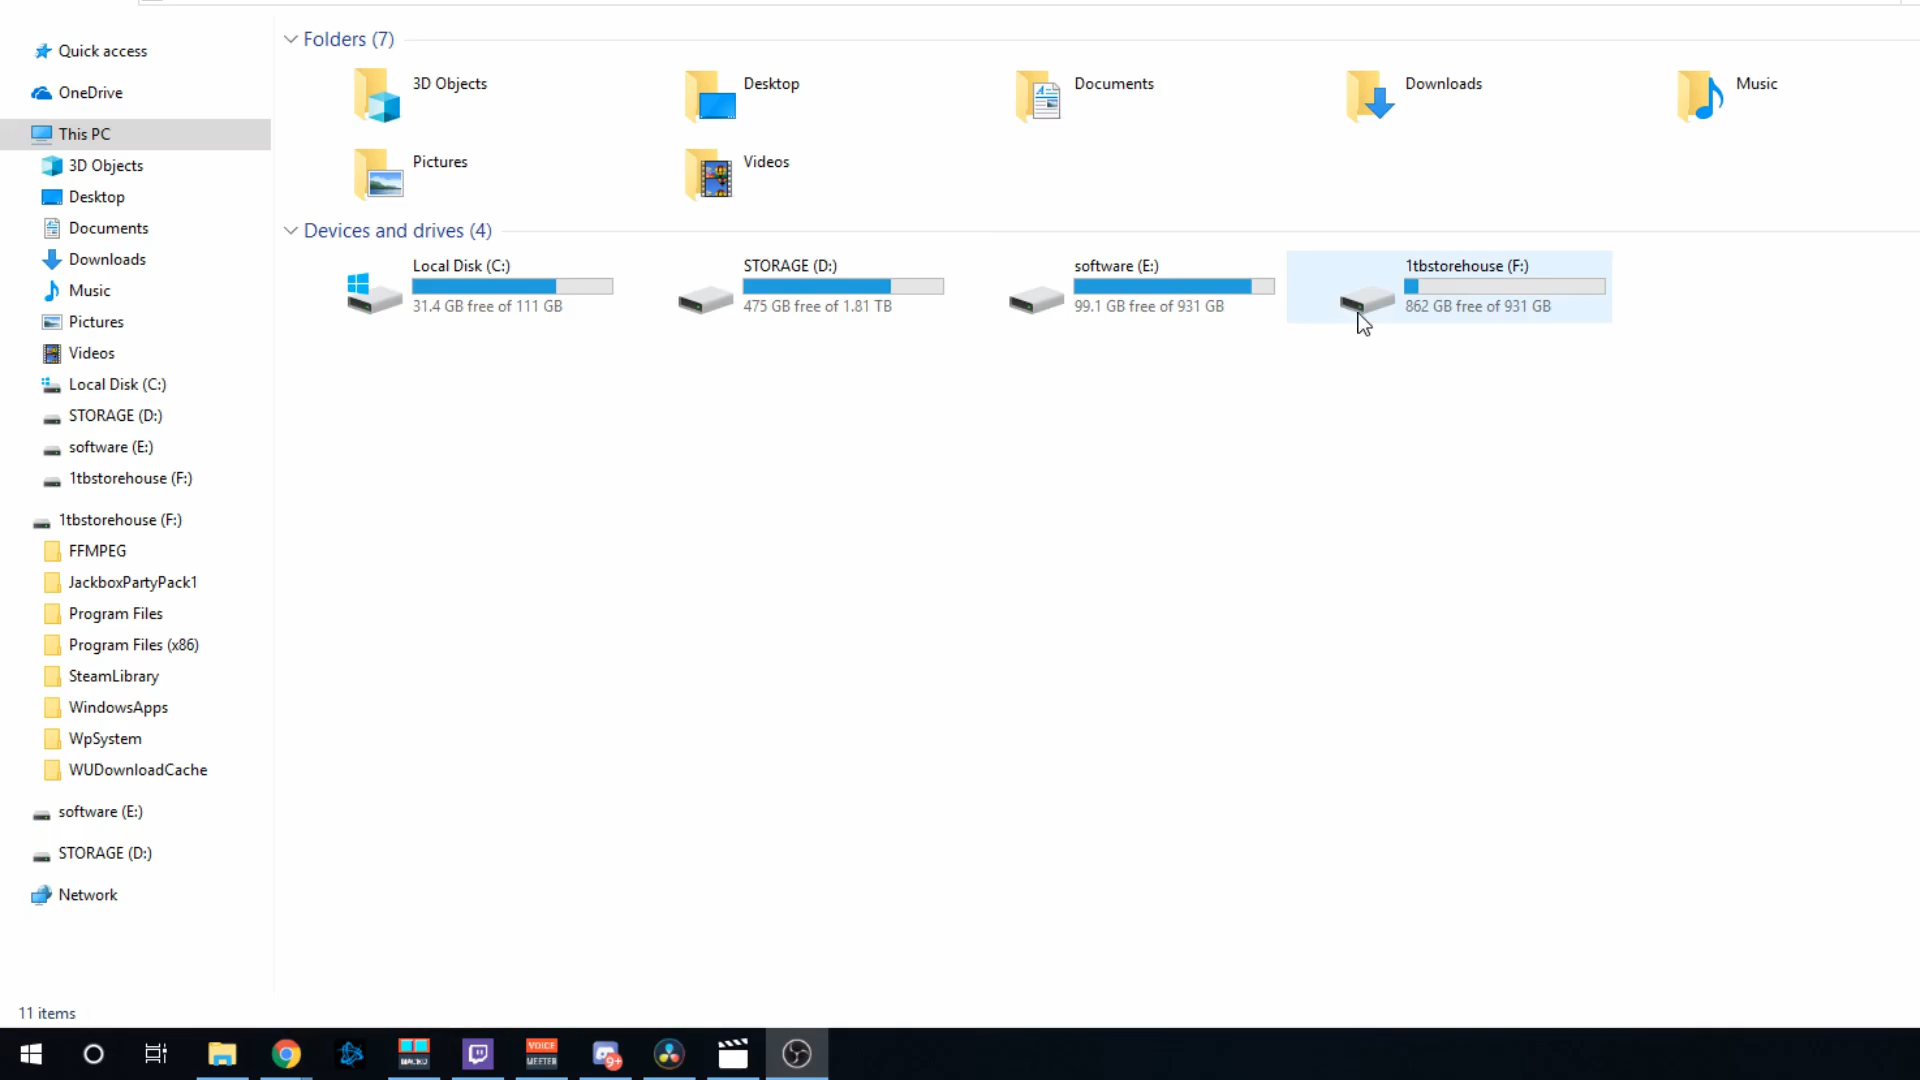 Quick access
OneDrive
This PC
3D Objects
Desktop
Documents
Downloads
Music
Pictures
Videos
Local Disk (C:)
STORAGE (D:)
software (E:)
1tbstorehouse (F:)
1tbstorehouse (F:)
FFMPEG
JackboxPartyPack1
Program Files
Program Files (x86)
SteamLibrary
WindowsApps
WpSystem
WUDownloadCache
software (E:)
STORAGE (D:)
Network
Folders (7)
3D Objects
Desktop
Documents
Downloads
Music
Pictures
Videos
Devices and drives (4)
Local Disk (C:)
31.4 GB free of 111 GB
STORAGE (D:)
475 GB free of 1.81 TB
software (E:)
99.1 GB free of 931 GB
1tbstorehouse (F:)
862 GB free of 931 GB
11 items
MACRO
VOICE
MEETER
9+